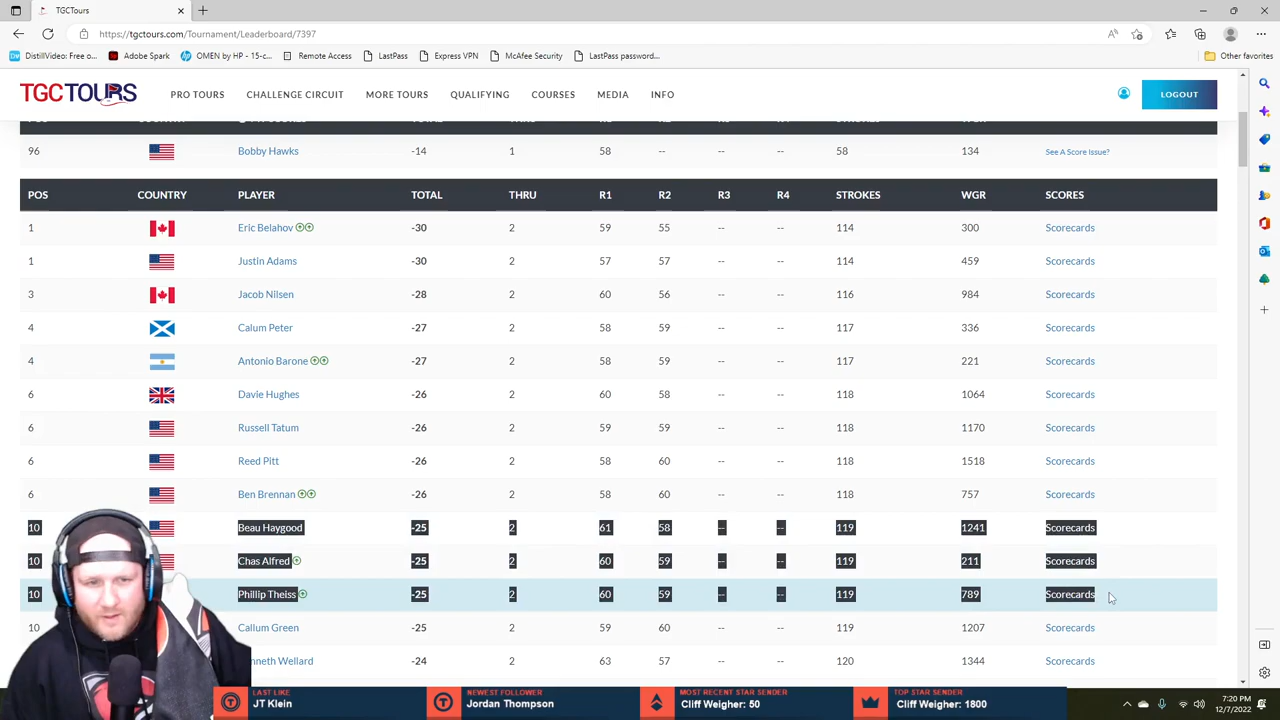 TGCTours
https://tgctours.com/Tournament/Leaderboard/7397
DistillVideo: Free o... Adobe Spark OMEN by HP - 15-c... Remote Access LastPass Express VPN McAfee Security LastPass password... Other favorites
TGCTOURS PRO TOURS CHALLENGE CIRCUIT MORE TOURS QUALIFYING COURSES MEDIA INFO LOGOUT
96 Bobby Hawks -14 1 58 -- -- -- 58 134 See A Score Issue?
POS COUNTRY PLAYER TOTAL THRU R1 R2 R3 R4 STROKES WGR SCORES
1 Eric Belahov -30 2 59 55 -- -- 114 300 Scorecards
1 Justin Adams -30 2 57 57 -- -- 114 459 Scorecards
3 Jacob Nilsen -28 2 60 56 -- -- 116 984 Scorecards
4 Calum Peter -27 2 58 59 -- -- 117 336 Scorecards
4 Antonio Barone -27 2 58 59 -- -- 117 221 Scorecards
6 Davie Hughes -26 2 60 58 -- -- 118 1064 Scorecards
6 Russell Tatum -26 2 59 59 -- -- 118 1170 Scorecards
6 Reed Pitt -26 2 58 60 -- -- 118 1518 Scorecards
6 Ben Brennan -26 2 58 60 -- -- 118 757 Scorecards
10 Beau Haygood -25 2 61 58 -- -- 119 1241 Scorecards
10 Chas Alfred -25 2 60 59 -- -- 119 211 Scorecards
10 Phillip Theiss -25 2 60 59 -- -- 119 789 Scorecards
10 Callum Green -25 2 59 60 -- -- 119 1207 Scorecards
nneth Wellard -24 2 63 57 -- -- 120 1344 Scorecards
LAST LIKE NEWEST FOLLOWER MOST RECENT STAR SENDER TOP STAR SENDER
JT Klein Jordan Thompson Cliff Weigher: 50 Cliff Weigher: 1800
7:20 PM
12/7/2022